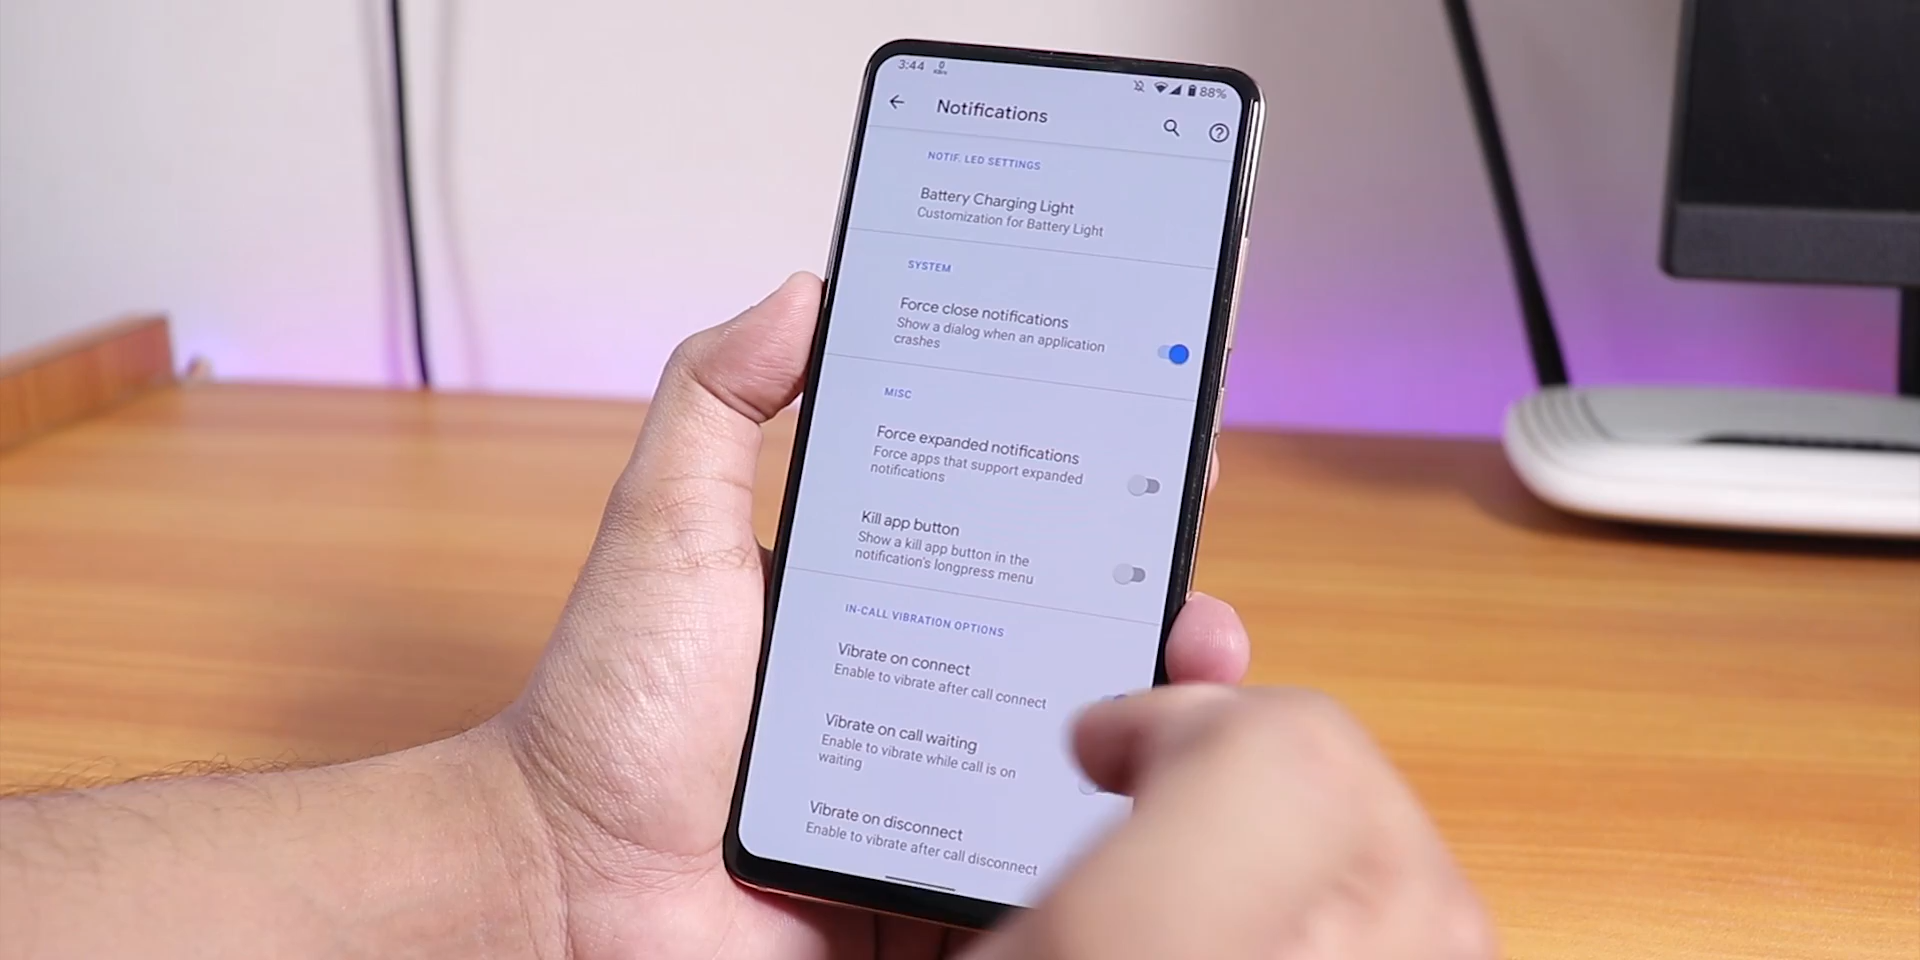 3:44
88%
Notifications
NOTIF. LED SETTINGS
Battery Charging Light
Customization for Battery Light
SYSTEM
Force close notifications
Show a dialog when an application
crashes
MISC
Force expanded notifications
Force apps that support expanded
notifications
Kill app button
Show a kill app button in the
notification's longpress menu
IN-CALL VIBRATION OPTIONS
Vibrate on connect
Enable to vibrate after call connect
Vibrate on call waiting
Enable to vibrate while call is on
waiting
Vibrate on disconnect
Enable to vibrate after call disconnect